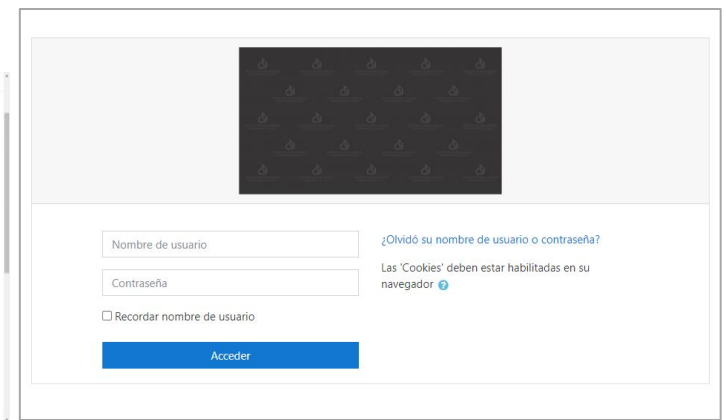 Nombre de usuario
Contraseña
Recordar nombre de usuario
Acceder
¿Olvidó su nombre de usuario o contraseña?
Las 'Cookies' deben estar habilitadas en su
navegador